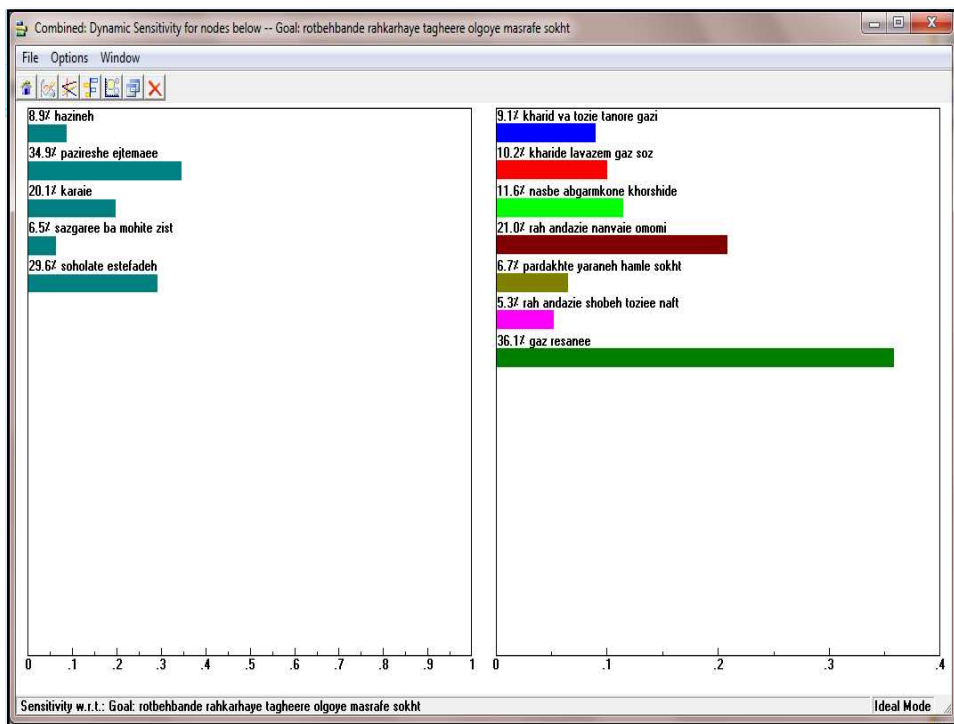 Combined: Dynamic Sensitivity for nodes below -- Goal: rotbehbande rahkarhaye tagheere olgoye masrafe sokht
File Options Window
8.9% hazineh
34.9% pazireshe ejtemaee
20.1% karaie
6.5% sazgaree ba mohite zist
29.6% soholate estefadeh
0 .1 .2 .3 .4 .5 .6 .7 .8 .9 1
9.1% kharid va tozie tanore gazi
10.2% kharide lavazem gaz soz
11.6% nasbe abgarmkone khorshide
21.0% rah andazie nanvaie omomi
6.7% pardakhte yaraneh hamle sokht
5.3% rah andazie shobeh toziee naft
36.1% gaz resanee
0 .1 .2 .3 .4
Sensitivity w.r.t.: Goal: rotbehbande rahkarhaye tagheere olgoye masrafe sokht
Ideal Mode